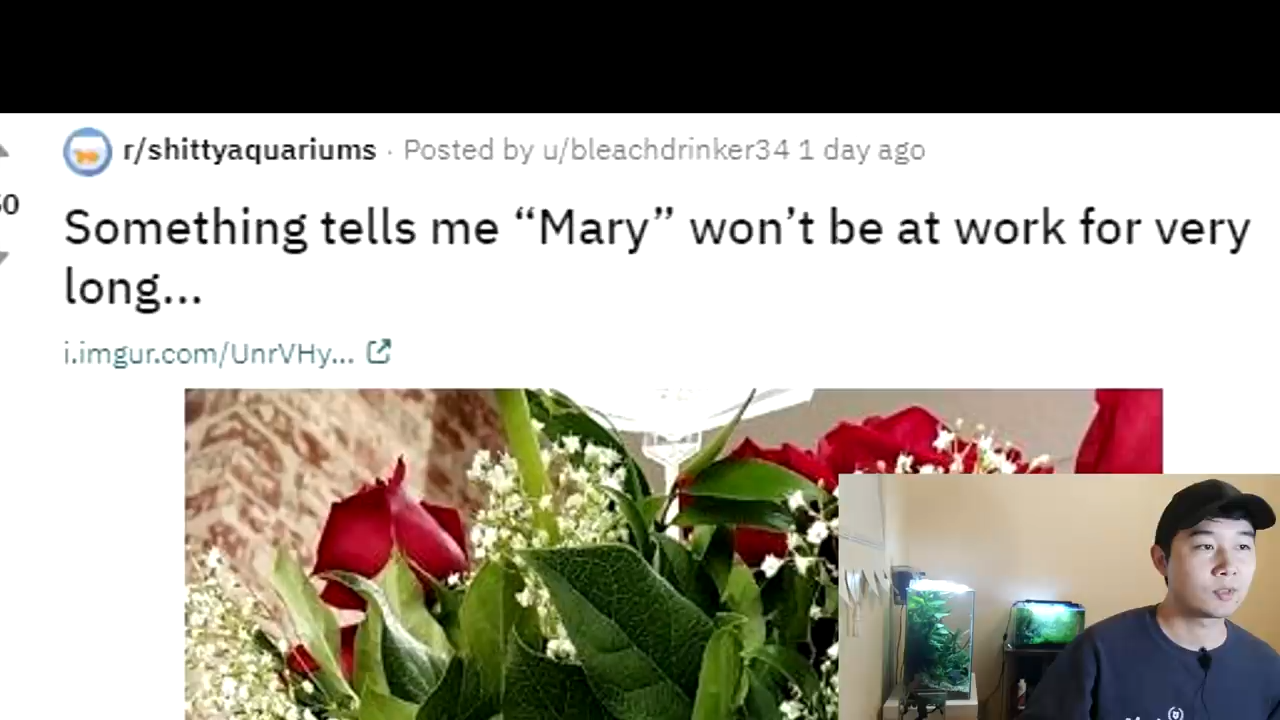 r/shittyaquariums · Posted by u/bleachdrinker34 1 day ago
Something tells me “Mary” won’t be at work for very
long...
i.imgur.com/UnrVHy...